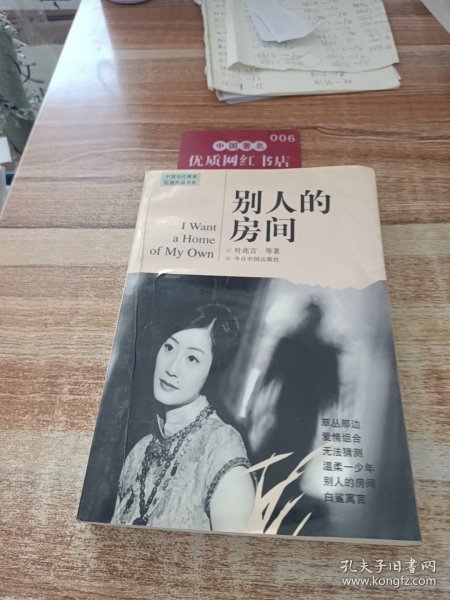 006
中国著名
优质网红书店
中国当代情爱
伦理作品书系
别人的
房间
I Want
a Home
of My Own
叶兆言 等著
今日中国出版社
草丛那边
爱情组合
无法猜测
温柔一少年
别人的房间
白鲨寓言
孔夫子旧书网
www.kongfz.com